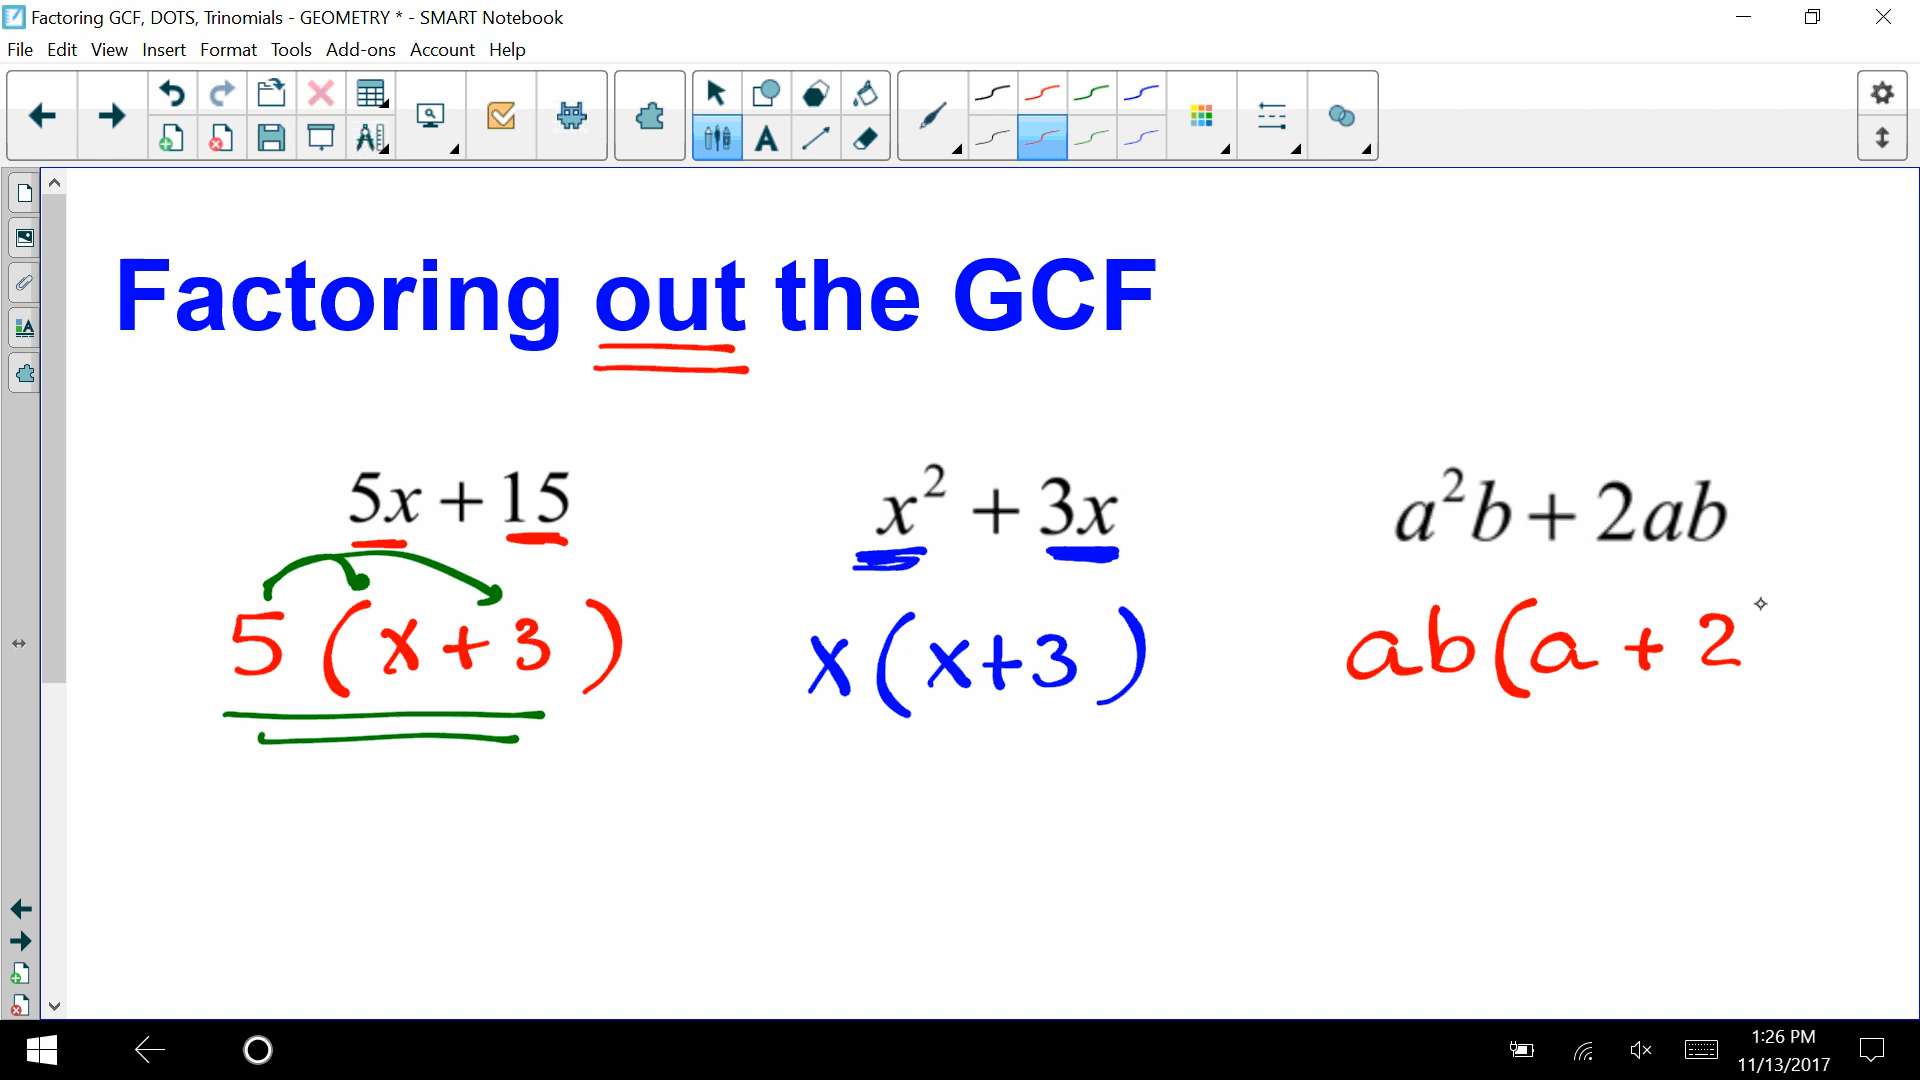 Factoring GCF, DOTS, Trinomials - GEOMETRY * - SMART Notebook
File Edit View Insert Format Tools Add-ons Account Help
Factoring out the GCF
5x + 15 x² + 3x a²b + 2ab
5 (x + 3) x (x + 3) ab (a + 2
1:26 PM
11/13/2017